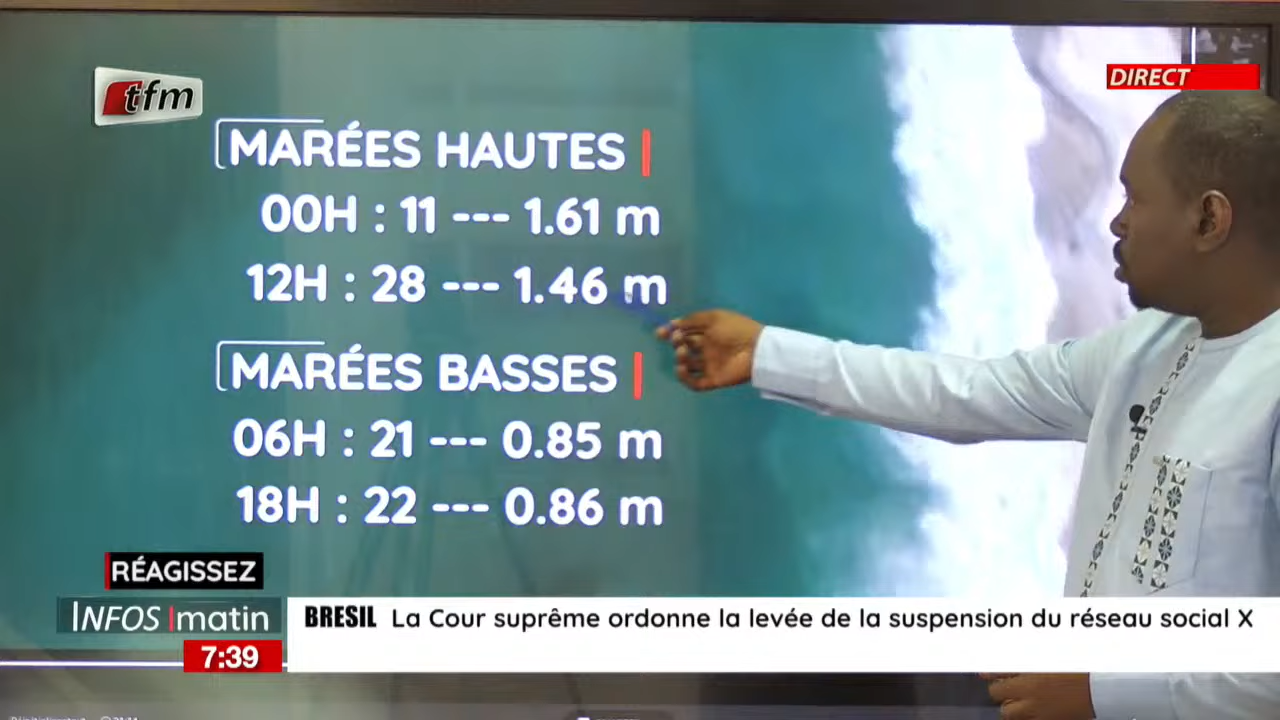 tfm
DIRECT
MARÉES HAUTES
00H : 11 --- 1.61 m
12H : 28 --- 1.46 m
MARÉES BASSES
06H : 21 --- 0.85 m
18H : 22 --- 0.86 m
RÉAGISSEZ
INFOS matin
BRESIL La Cour suprême ordonne la levée de la suspension du réseau social X
7:39